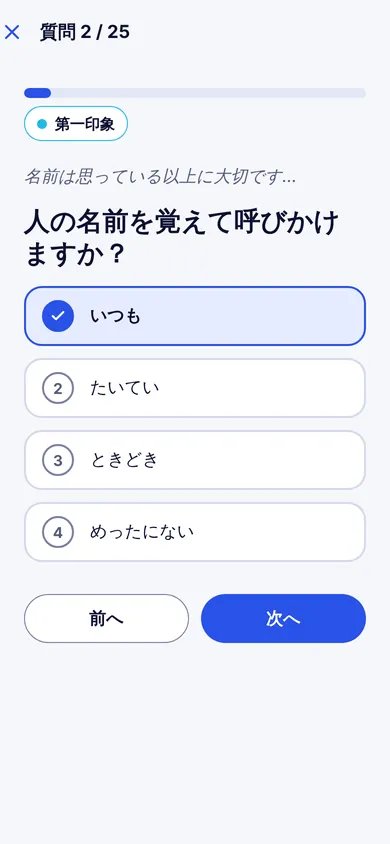 質問 2 / 25
第一印象
名前は思っている以上に大切です...
人の名前を覚えて呼びかけ
ますか？
いつも
2 たいてい
3 ときどき
4 めったにない
前へ 次へ